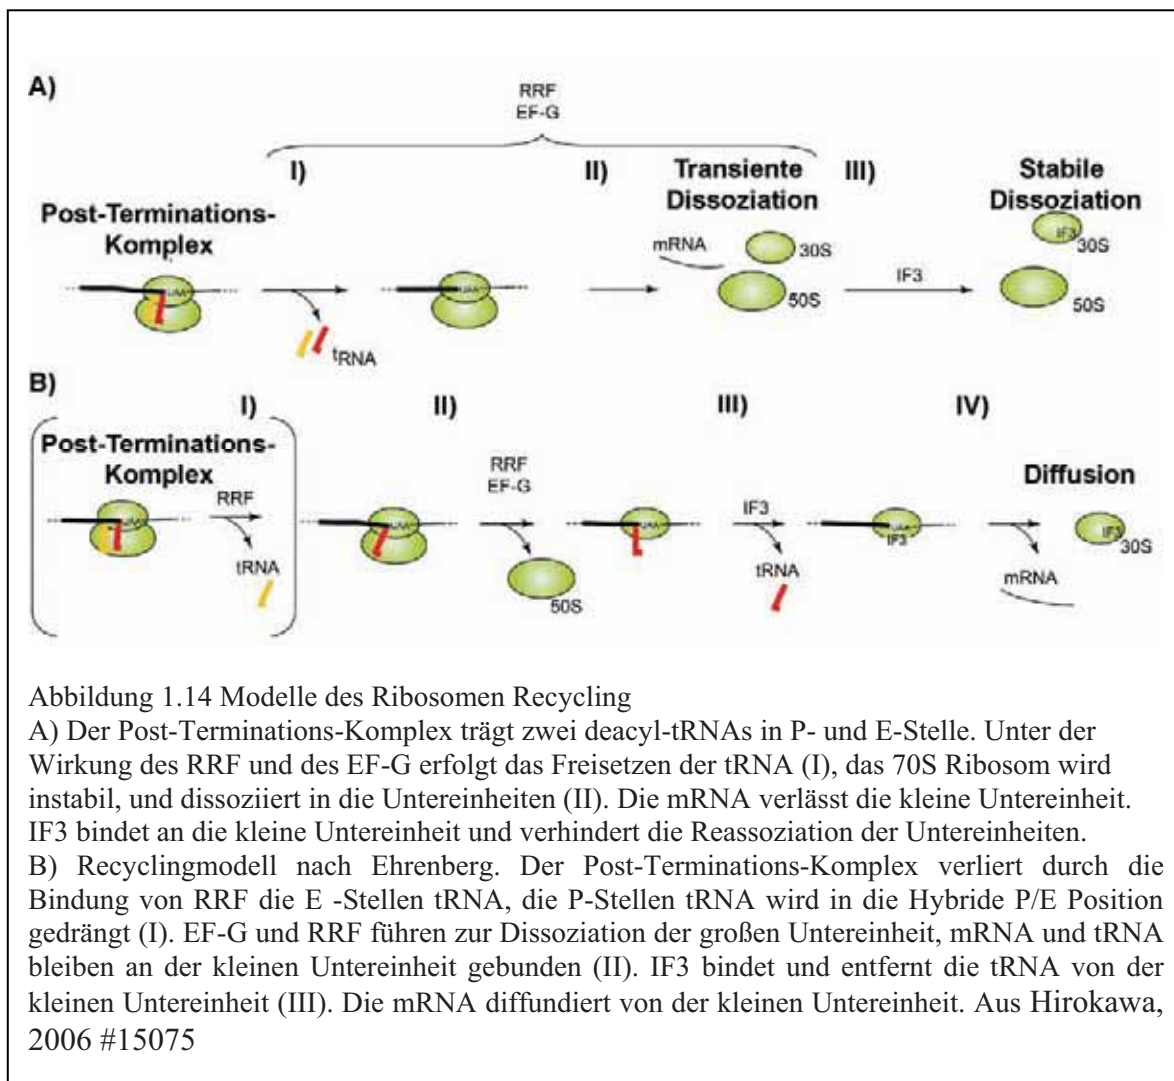 A)
RRF
EF-G
I)
II)
Transiente
Dissoziation
III)
Stabile
Dissoziation
Post-Terminations-
Komplex
UAA
tRNA
UAA
mRNA
30S
50S
IF3
IF3
30S
50S
B)
I)
II)
III)
IV)
Post-Terminations-
Komplex
UAA
RRF
tRNA
UAA
RRF
EF-G
50S
UAA
IF3
tRNA
UAA
IF3
mRNA
Diffusion
IF3
30S
Abbildung 1.14 Modelle des Ribosomen Recycling
A) Der Post-Terminations-Komplex trägt zwei deacyl-tRNAs in P- und E-Stelle. Unter der
Wirkung des RRF und des EF-G erfolgt das Freisetzen der tRNA (I), das 70S Ribosom wird
instabil, und dissoziiert in die Untereinheiten (II). Die mRNA verlässt die kleine Untereinheit.
IF3 bindet an die kleine Untereinheit und verhindert die Reassoziation der Untereinheiten.
B) Recyclingmodell nach Ehrenberg. Der Post-Terminations-Komplex verliert durch die
Bindung von RRF die E -Stellen tRNA, die P-Stellen tRNA wird in die Hybride P/E Position
gedrängt (I). EF-G und RRF führen zur Dissoziation der großen Untereinheit, mRNA und tRNA
bleiben an der kleinen Untereinheit gebunden (II). IF3 bindet und entfernt die tRNA von der
kleinen Untereinheit (III). Die mRNA diffundiert von der kleinen Untereinheit. Aus Hirokawa,
2006 #15075